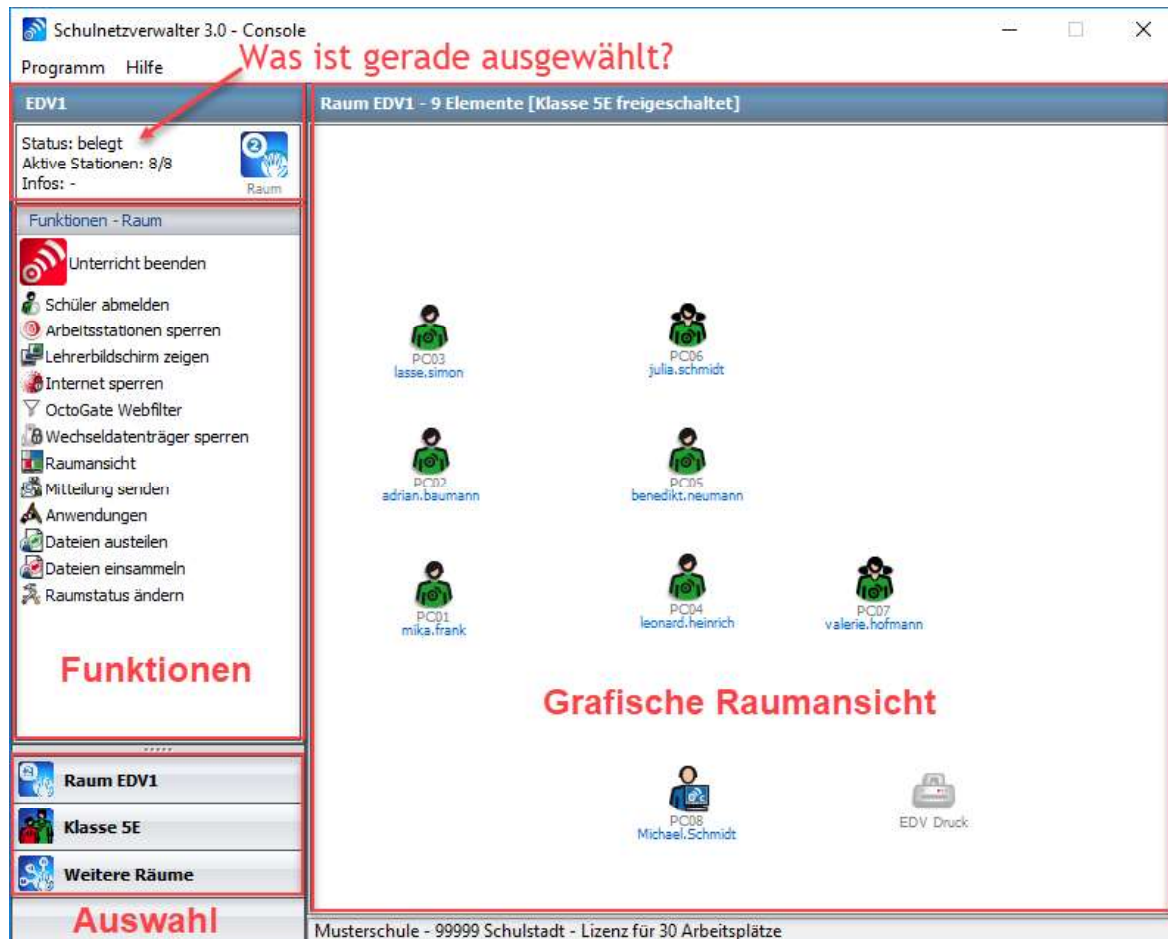 Schulnetzverwalter 3.0 - Console
Programm Hilfe
Was ist gerade ausgewählt?
EDV1
Status: belegt
Aktive Stationen: 8/8
Infos: -
Raum
Funktionen - Raum
Unterricht beenden
Schüler abmelden
Arbeitsstationen sperren
Lehrerbildschirm zeigen
Internet sperren
OctoGate Webfilter
Wechseldatenträger sperren
Raumansicht
Mitteilung senden
Anwendungen
Dateien austeilen
Dateien einsammeln
Raumstatus ändern
Funktionen
Raum EDV1
Klasse 5E
Weitere Räume
Auswahl
Raum EDV1 - 9 Elemente [Klasse 5E freigeschaltet]
PC03
lasse.simon
PC06
julia.schmidt
PC02
adrian.baumann
PC05
benedikt.neumann
PC01
mika.frank
PC04
leonard.heinrich
PC07
valerie.hofmann
Grafische Raumansicht
PC08
Michael.Schmidt
EDV Druck
Musterschule - 99999 Schulstadt - Lizenz für 30 Arbeitsplätze